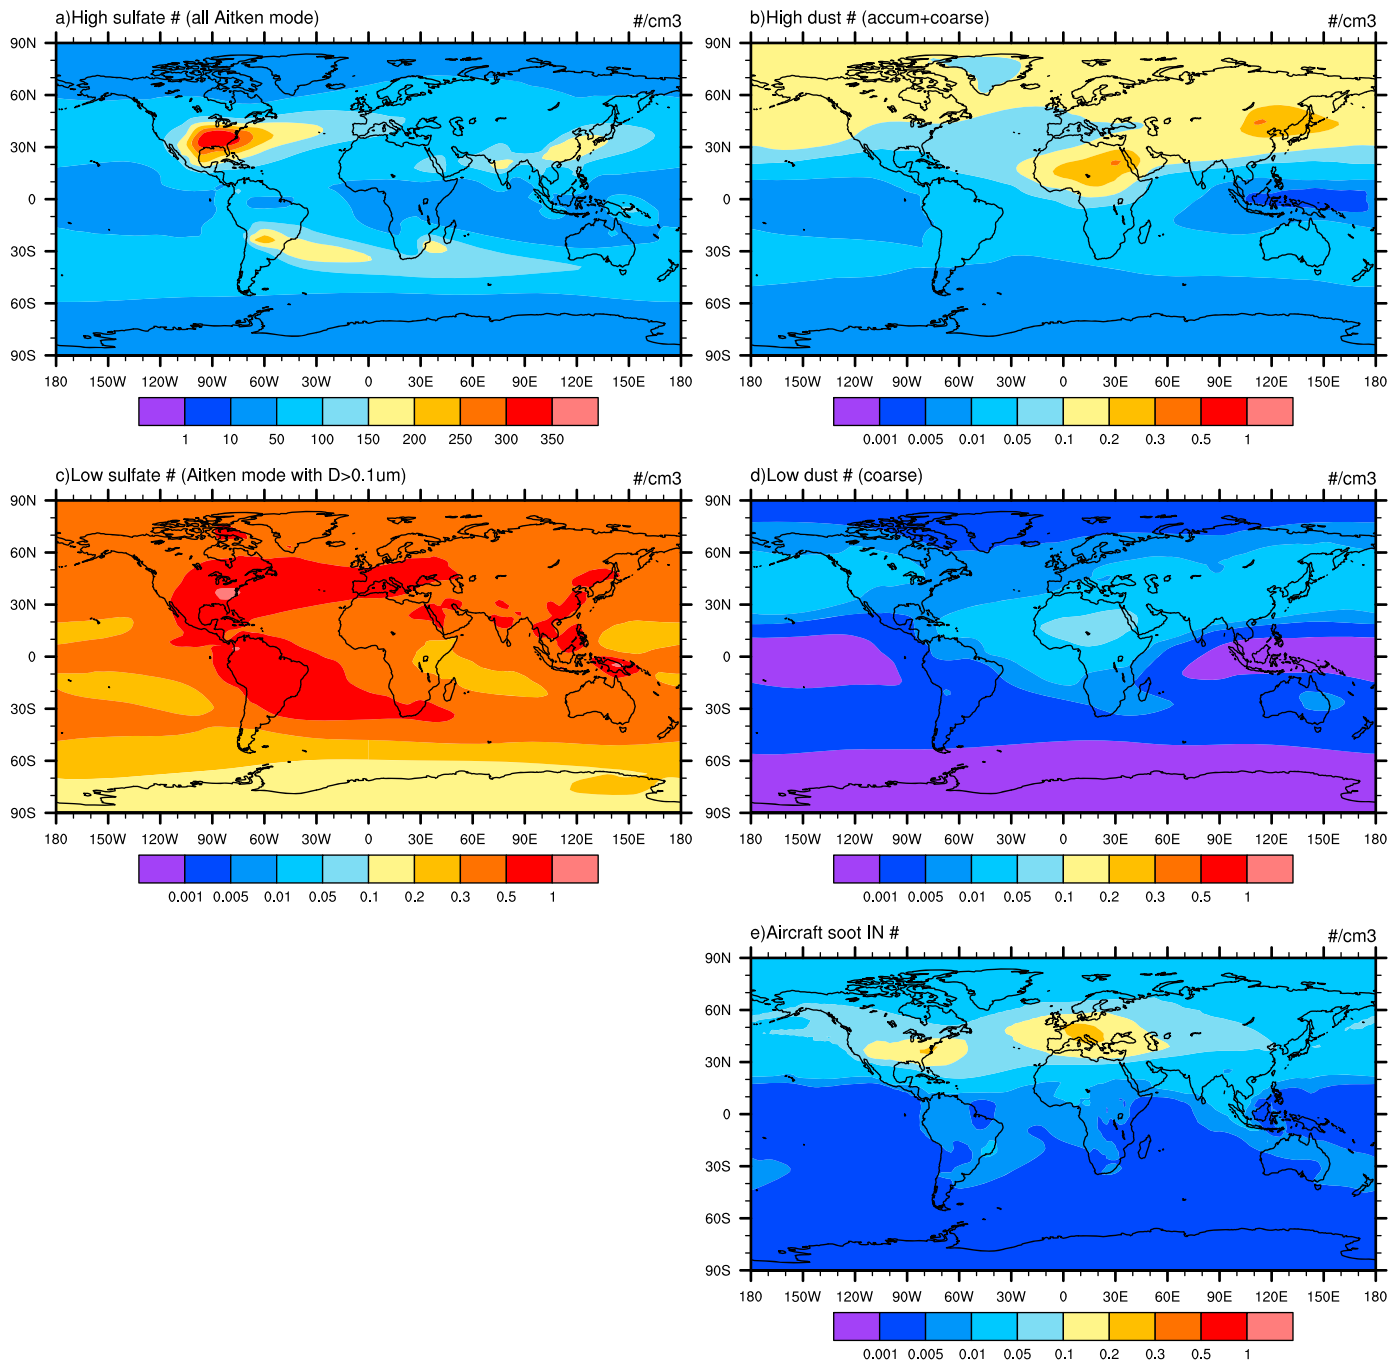 a)High sulfate # (all Aitken mode) #/cm3
90N
60N
30N
0
30S
60S
90S
180 150W 120W 90W 60W 30W 0 30E 60E 90E 120E 150E 180
1 10 50 100 150 200 250 300 350
b)High dust # (accum+coarse) #/cm3
90N
60N
30N
0
30S
60S
90S
180 150W 120W 90W 60W 30W 0 30E 60E 90E 120E 150E 180
0.001 0.005 0.01 0.05 0.1 0.2 0.3 0.5 1
c)Low sulfate # (Aitken mode with D>0.1um) #/cm3
90N
60N
30N
0
30S
60S
90S
180 150W 120W 90W 60W 30W 0 30E 60E 90E 120E 150E 180
0.001 0.005 0.01 0.05 0.1 0.2 0.3 0.5 1
d)Low dust # (coarse) #/cm3
90N
60N
30N
0
30S
60S
90S
180 150W 120W 90W 60W 30W 0 30E 60E 90E 120E 150E 180
0.001 0.005 0.01 0.05 0.1 0.2 0.3 0.5 1
e)Aircraft soot IN # #/cm3
90N
60N
30N
0
30S
60S
90S
180 150W 120W 90W 60W 30W 0 30E 60E 90E 120E 150E 180
0.001 0.005 0.01 0.05 0.1 0.2 0.3 0.5 1